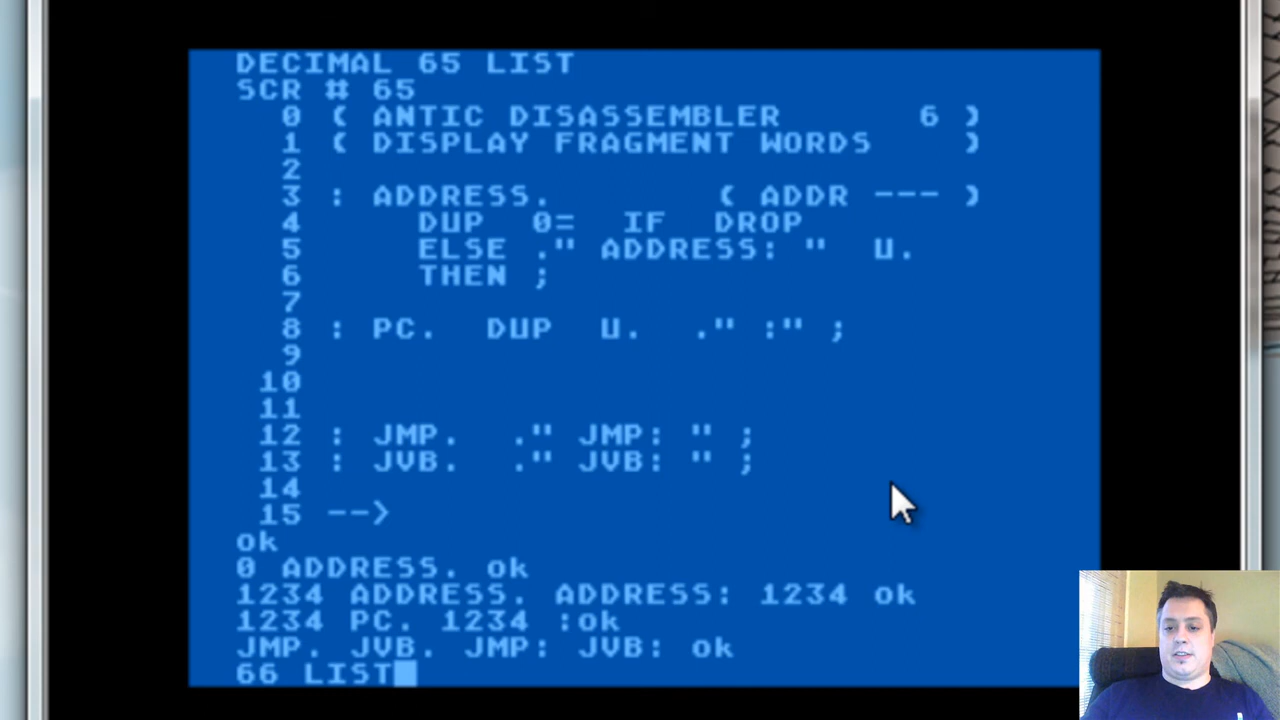 DECIMAL 65 LIST
SCR # 65
0 ( ANTIC DISASSEMBLER 6 )
1 ( DISPLAY FRAGMENT WORDS )
2
3 : ADDRESS. ( ADDR --- )
4 DUP 0= IF DROP
5 ELSE ." ADDRESS: " U.
6 THEN ;
7
8 : PC. DUP U. ." :" ;
9
10
11
12 : JMP. ." JMP: " ;
13 : JVB. ." JVB: " ;
14
15 -->
ok
0 ADDRESS. ok
1234 ADDRESS. ADDRESS: 1234 ok
1234 PC. 1234 :ok
JMP. JVB. JMP: JVB: ok
66 LIST